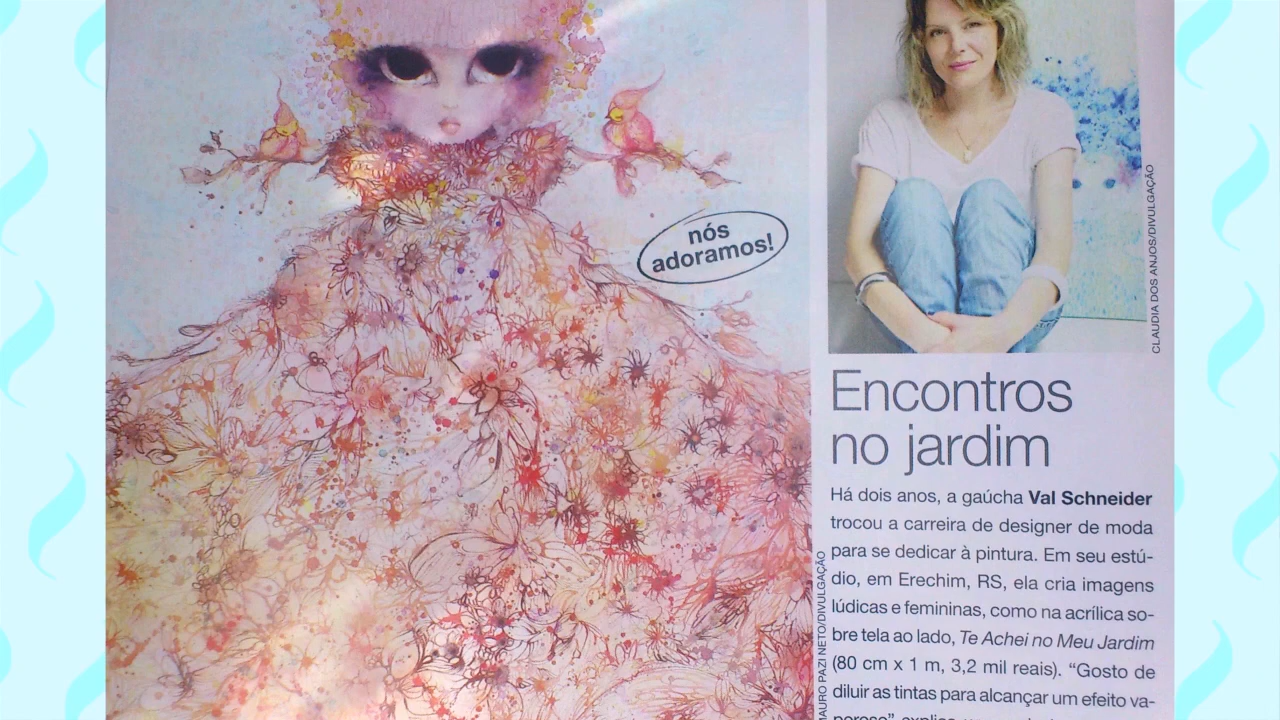 nós
adoramos!
CLAUDIA DOS ANJOS/DIVULGAÇÃO
Encontros
no jardim
Há dois anos, a gaúcha Val Schneider
trocou a carreira de designer de moda
para se dedicar à pintura. Em seu estú-
dio, em Erechim, RS, ela cria imagens
lúdicas e femininas, como na acrílica so-
bre tela ao lado, Te Achei no Meu Jardim
(80 cm x 1 m, 3,2 mil reais). “Gosto de
diluir as tintas para alcançar um efeito va-
poroso”, explica
MAURO PAZI NETO/DIVULGAÇÃO